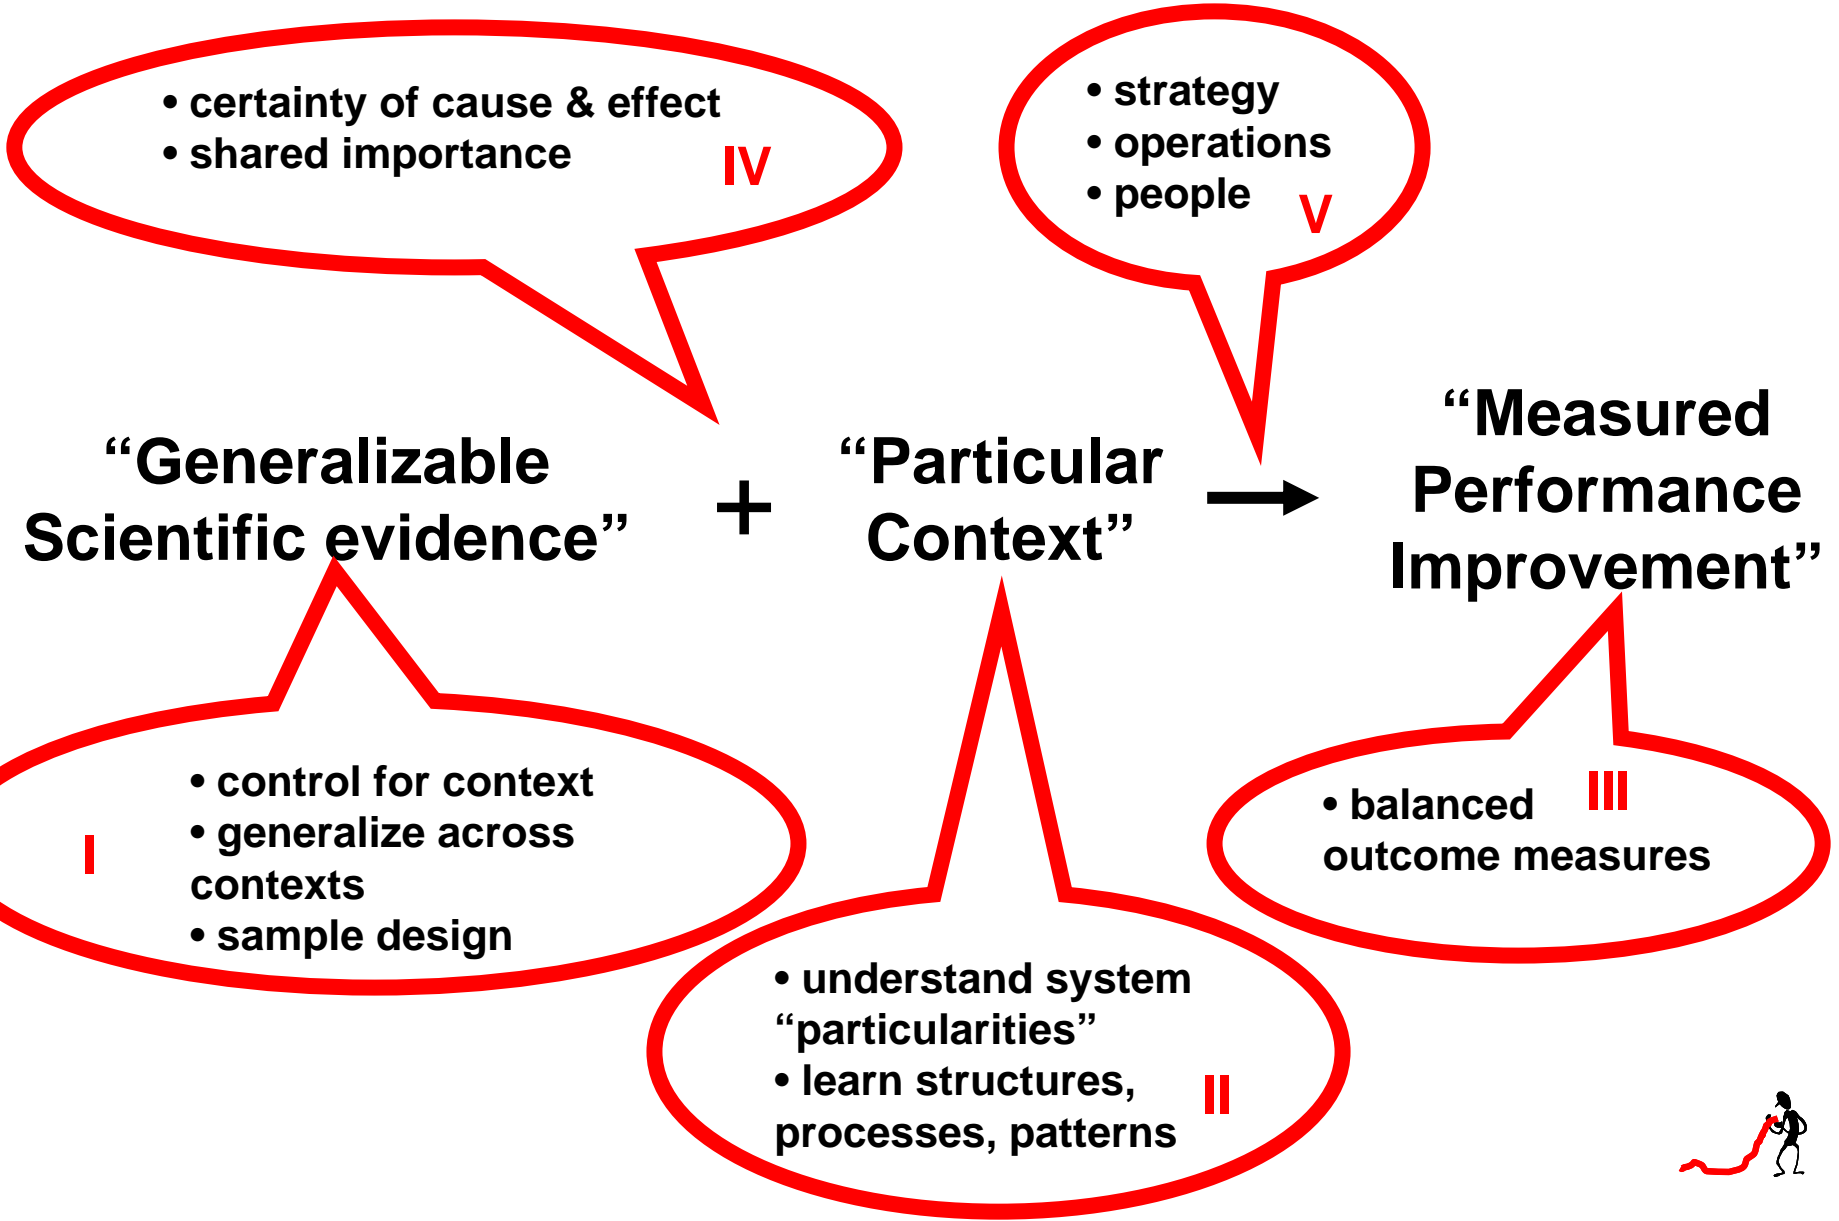 • certainty of cause & effect
• shared importance
IV
• strategy
• operations
• people
V
“Generalizable
Scientific evidence”
+
“Particular
Context”
“Measured
Performance
Improvement”
I
• control for context
• generalize across
contexts
• sample design
• understand system
“particularities”
• learn structures,
processes, patterns
II
III
• balanced
outcome measures